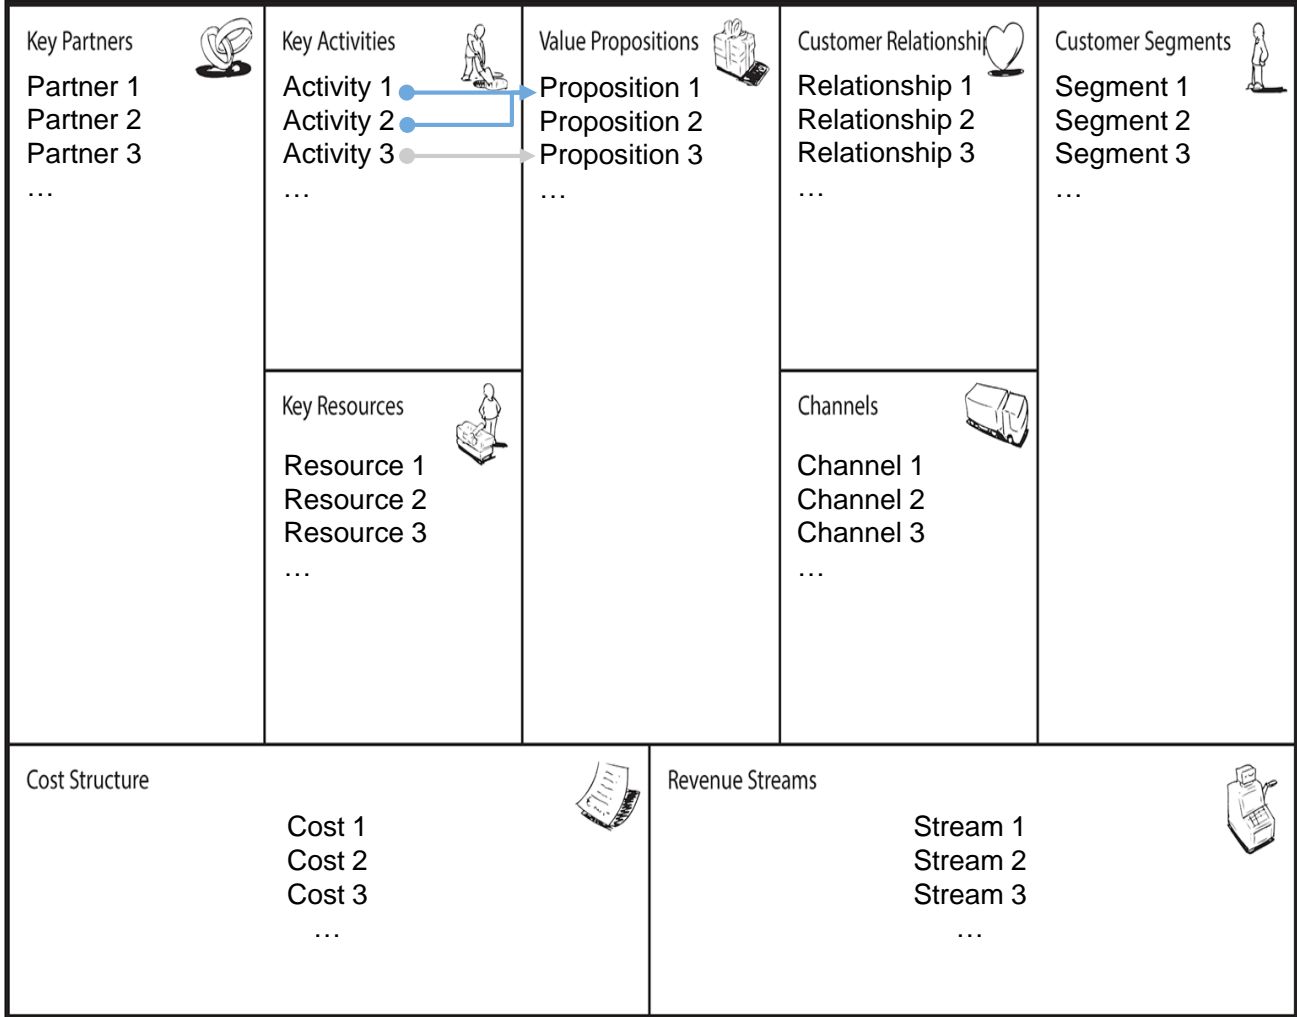 Key Partners
Partner 1
Partner 2
Partner 3
…
Key Activities
Activity 1
Activity 2
Activity 3
…
Key Resources
Resource 1
Resource 2
Resource 3
…
Value Propositions
Proposition 1
Proposition 2
Proposition 3
…
Customer Relationshi
Relationship 1
Relationship 2
Relationship 3
…
Channels
Channel 1
Channel 2
Channel 3
…
Customer Segments
Segment 1
Segment 2
Segment 3
…
Cost Structure
Cost 1
Cost 2
Cost 3
…
Revenue Streams
Stream 1
Stream 2
Stream 3
…